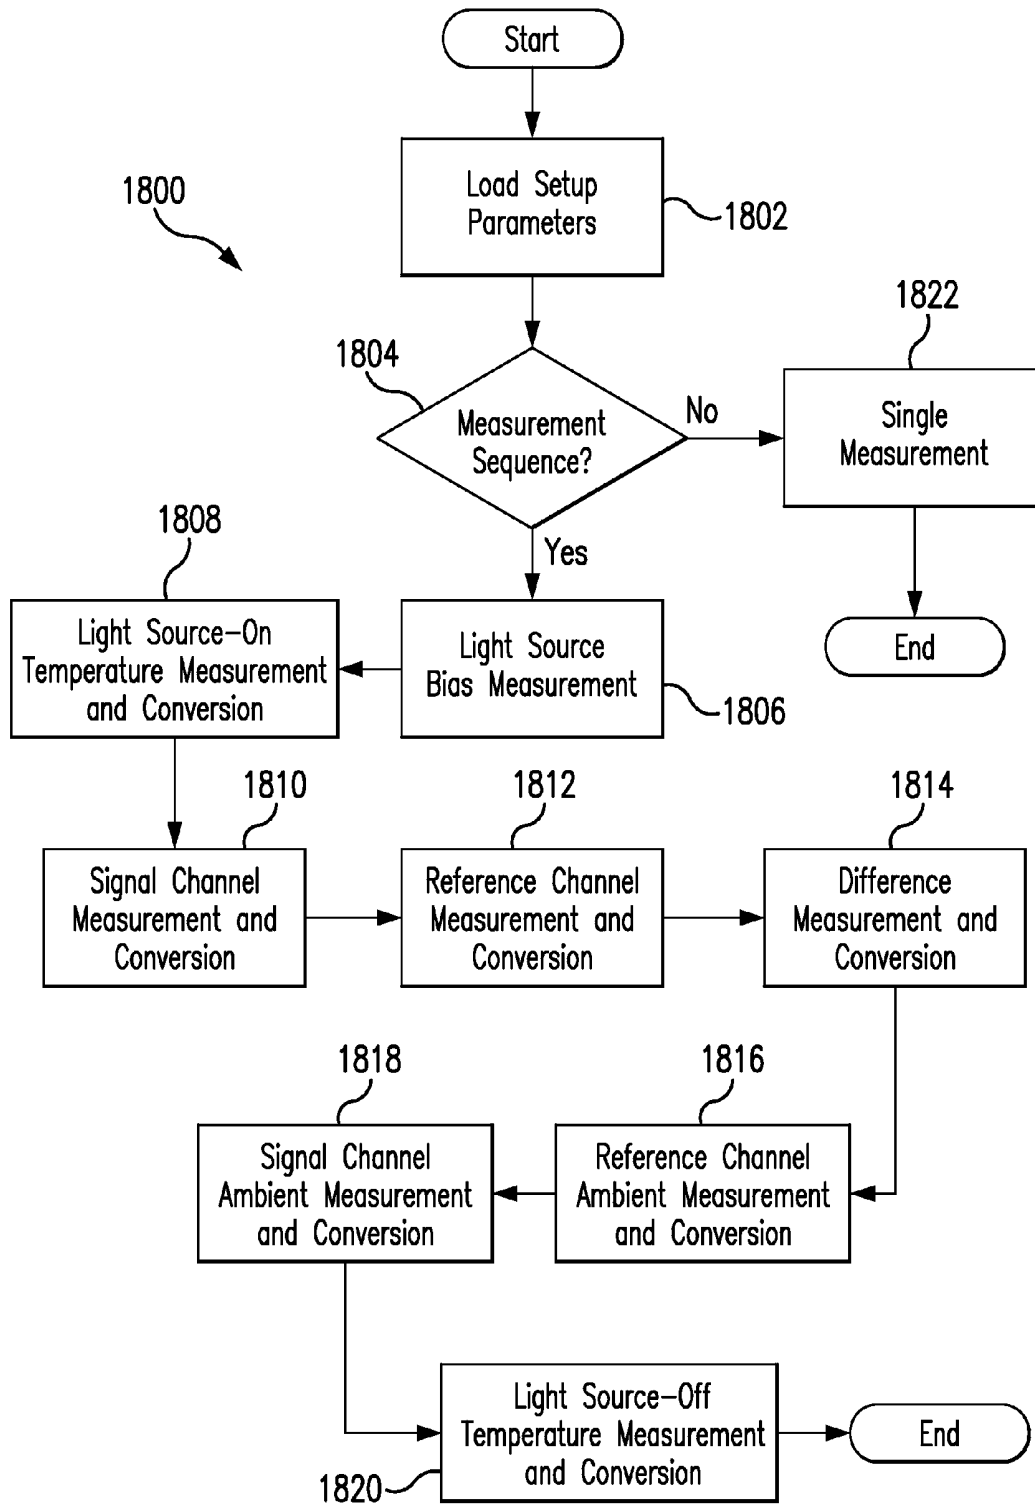 Start
1800
Load Setup
Parameters
1802
1822
1804
Measurement
Sequence?
No
Single
Measurement
Yes
1808
End
Light Source-On
Temperature Measurement
and Conversion
Light Source
Bias Measurement
1806
1810
1812
1814
Signal Channel
Measurement and
Conversion
Reference Channel
Measurement and
Conversion
Difference
Measurement and
Conversion
1818
1816
Signal Channel
Ambient Measurement
and Conversion
Reference Channel
Ambient Measurement
and Conversion
Light Source-Off
Temperature Measurement
and Conversion
1820
End